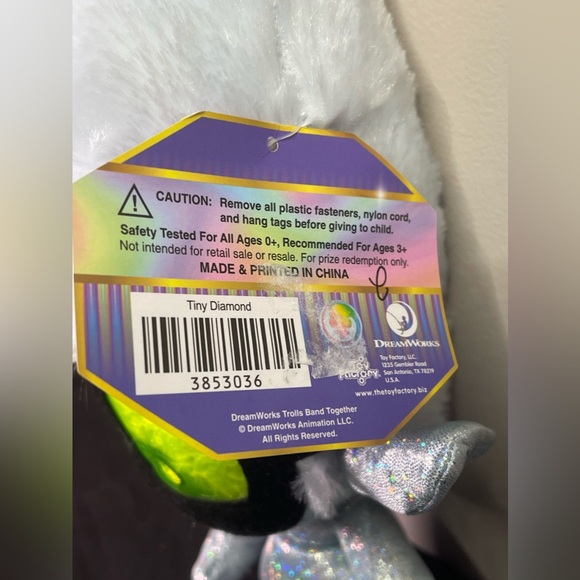 CAUTION: Remove all plastic fasteners, nylon cord,
and hang tags before giving to child.
Safety Tested For All Ages 0+, Recommended For Ages 3+
Not intended for retail sale or resale. For prize redemption only.
MADE & PRINTED IN CHINA
Tiny Diamond
3853036
Toy
Factory
DREAMWORKS
Toy Factory, LLC.
1235 Gembler Road
San Antonio, TX 78219
U.S.A.
www.thetoyfactory.biz
DreamWorks Trolls Band Together
© DreamWorks Animation LLC.
All Rights Reserved.